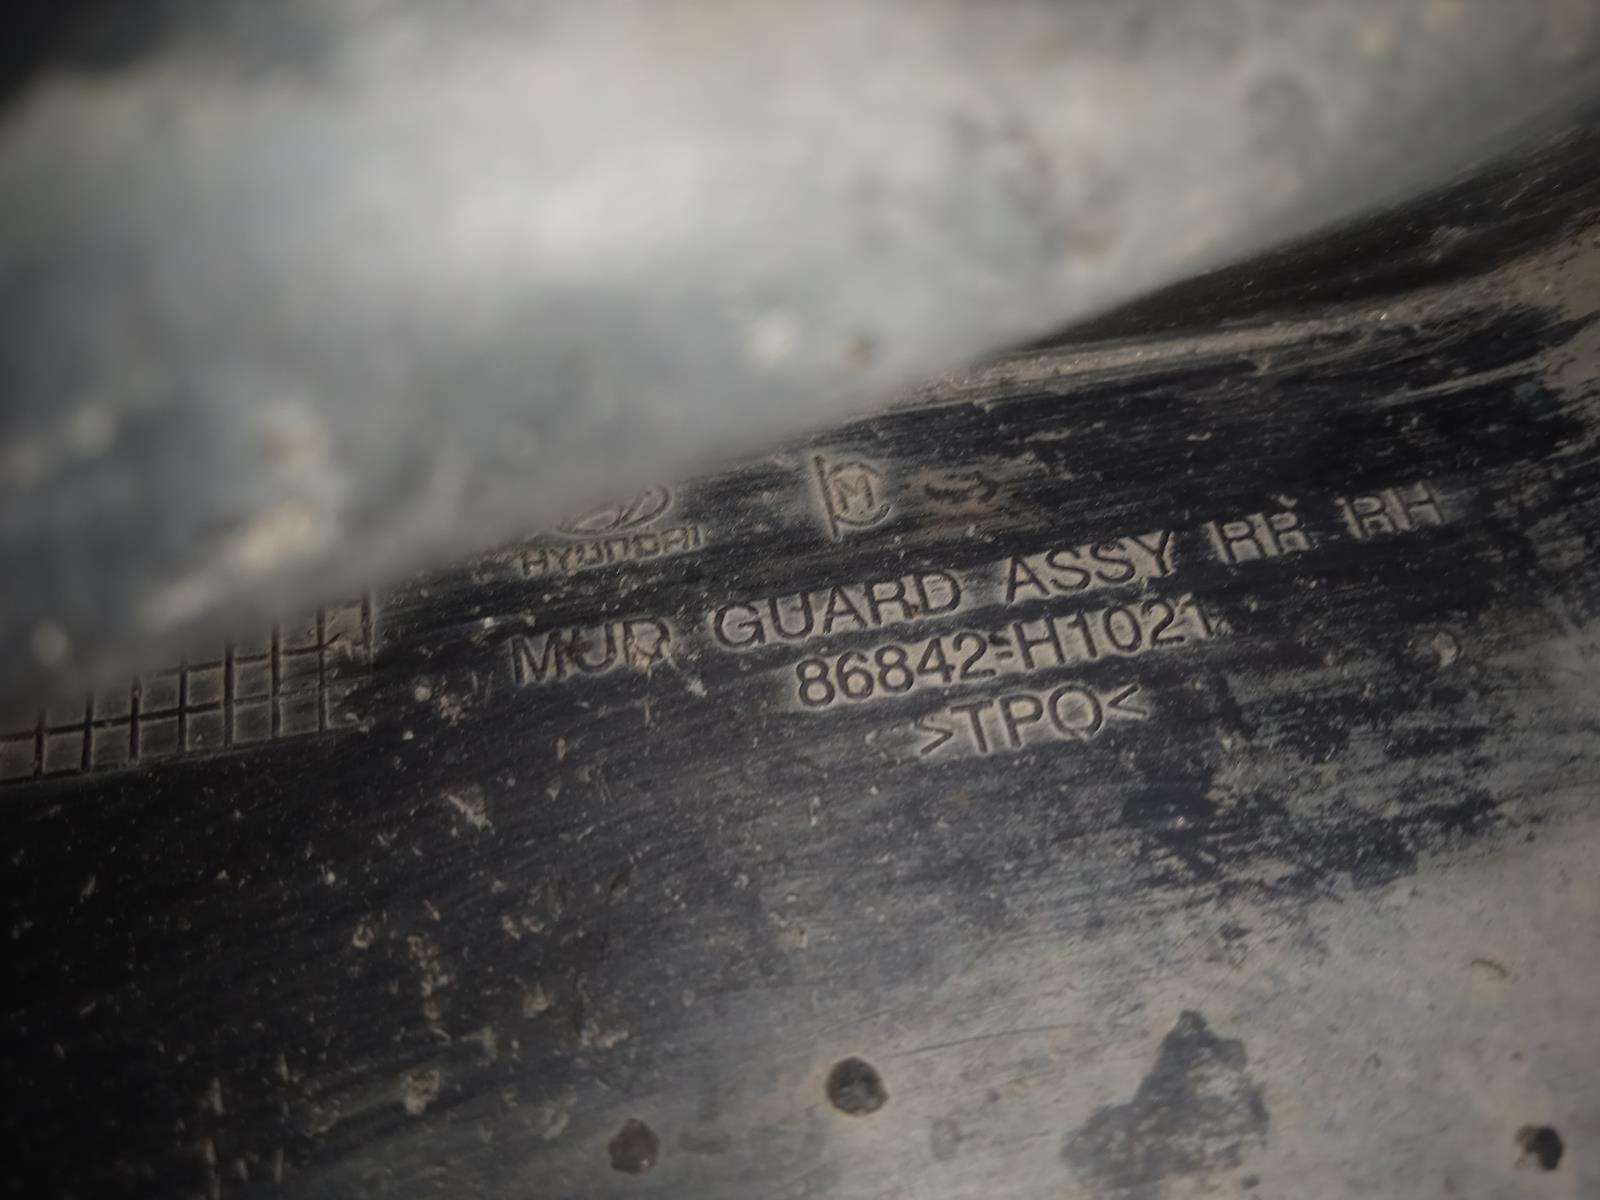 HYUNDAI
MUD GUARD ASSY RR RH
86842-H1021
>TPO<